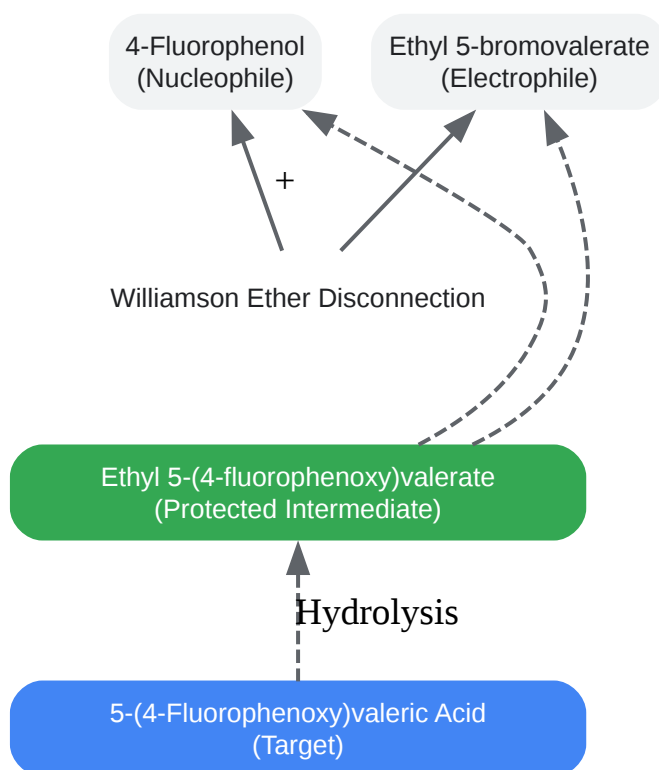 4-Fluorophenol
(Nucleophile)
Ethyl 5-bromovalerate
(Electrophile)
+
Williamson Ether Disconnection
Ethyl 5-(4-fluorophenoxy)valerate
(Protected Intermediate)
Hydrolysis
5-(4-Fluorophenoxy)valeric Acid
(Target)